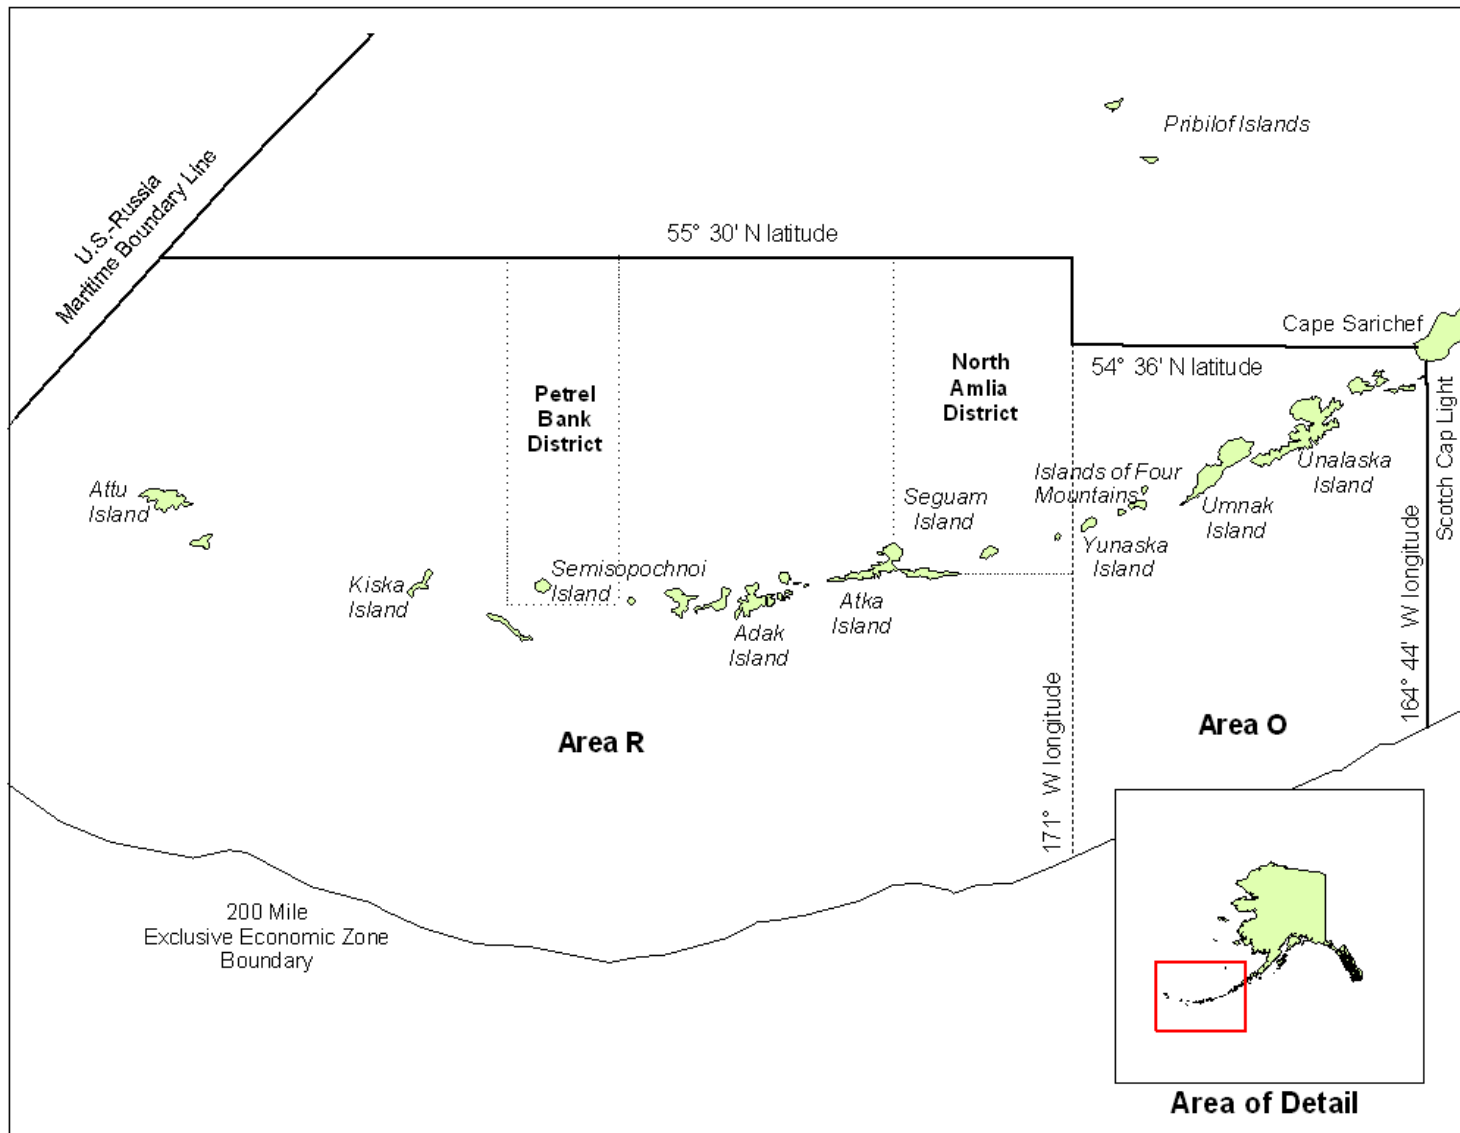 Pribilof Islands
U.S.-Russia
Maritime Boundary Line
55° 30' N latitude
Cape Sarichef
54° 36' N latitude
North
Amlia
District
Petrel
Bank
District
Scotch Cap Light
Attu
Island
Islands of Four
Mountains
Unalaska
Island
Seguam
Island
Umnak
Island
Yunaska
Island
Semisopochnoi
Island
Kiska
Island
Atka
Island
Adak
Island
164° 44' W longitude
171° W longitude
Area R
Area O
200 Mile
Exclusive Economic Zone
Boundary
Area of Detail